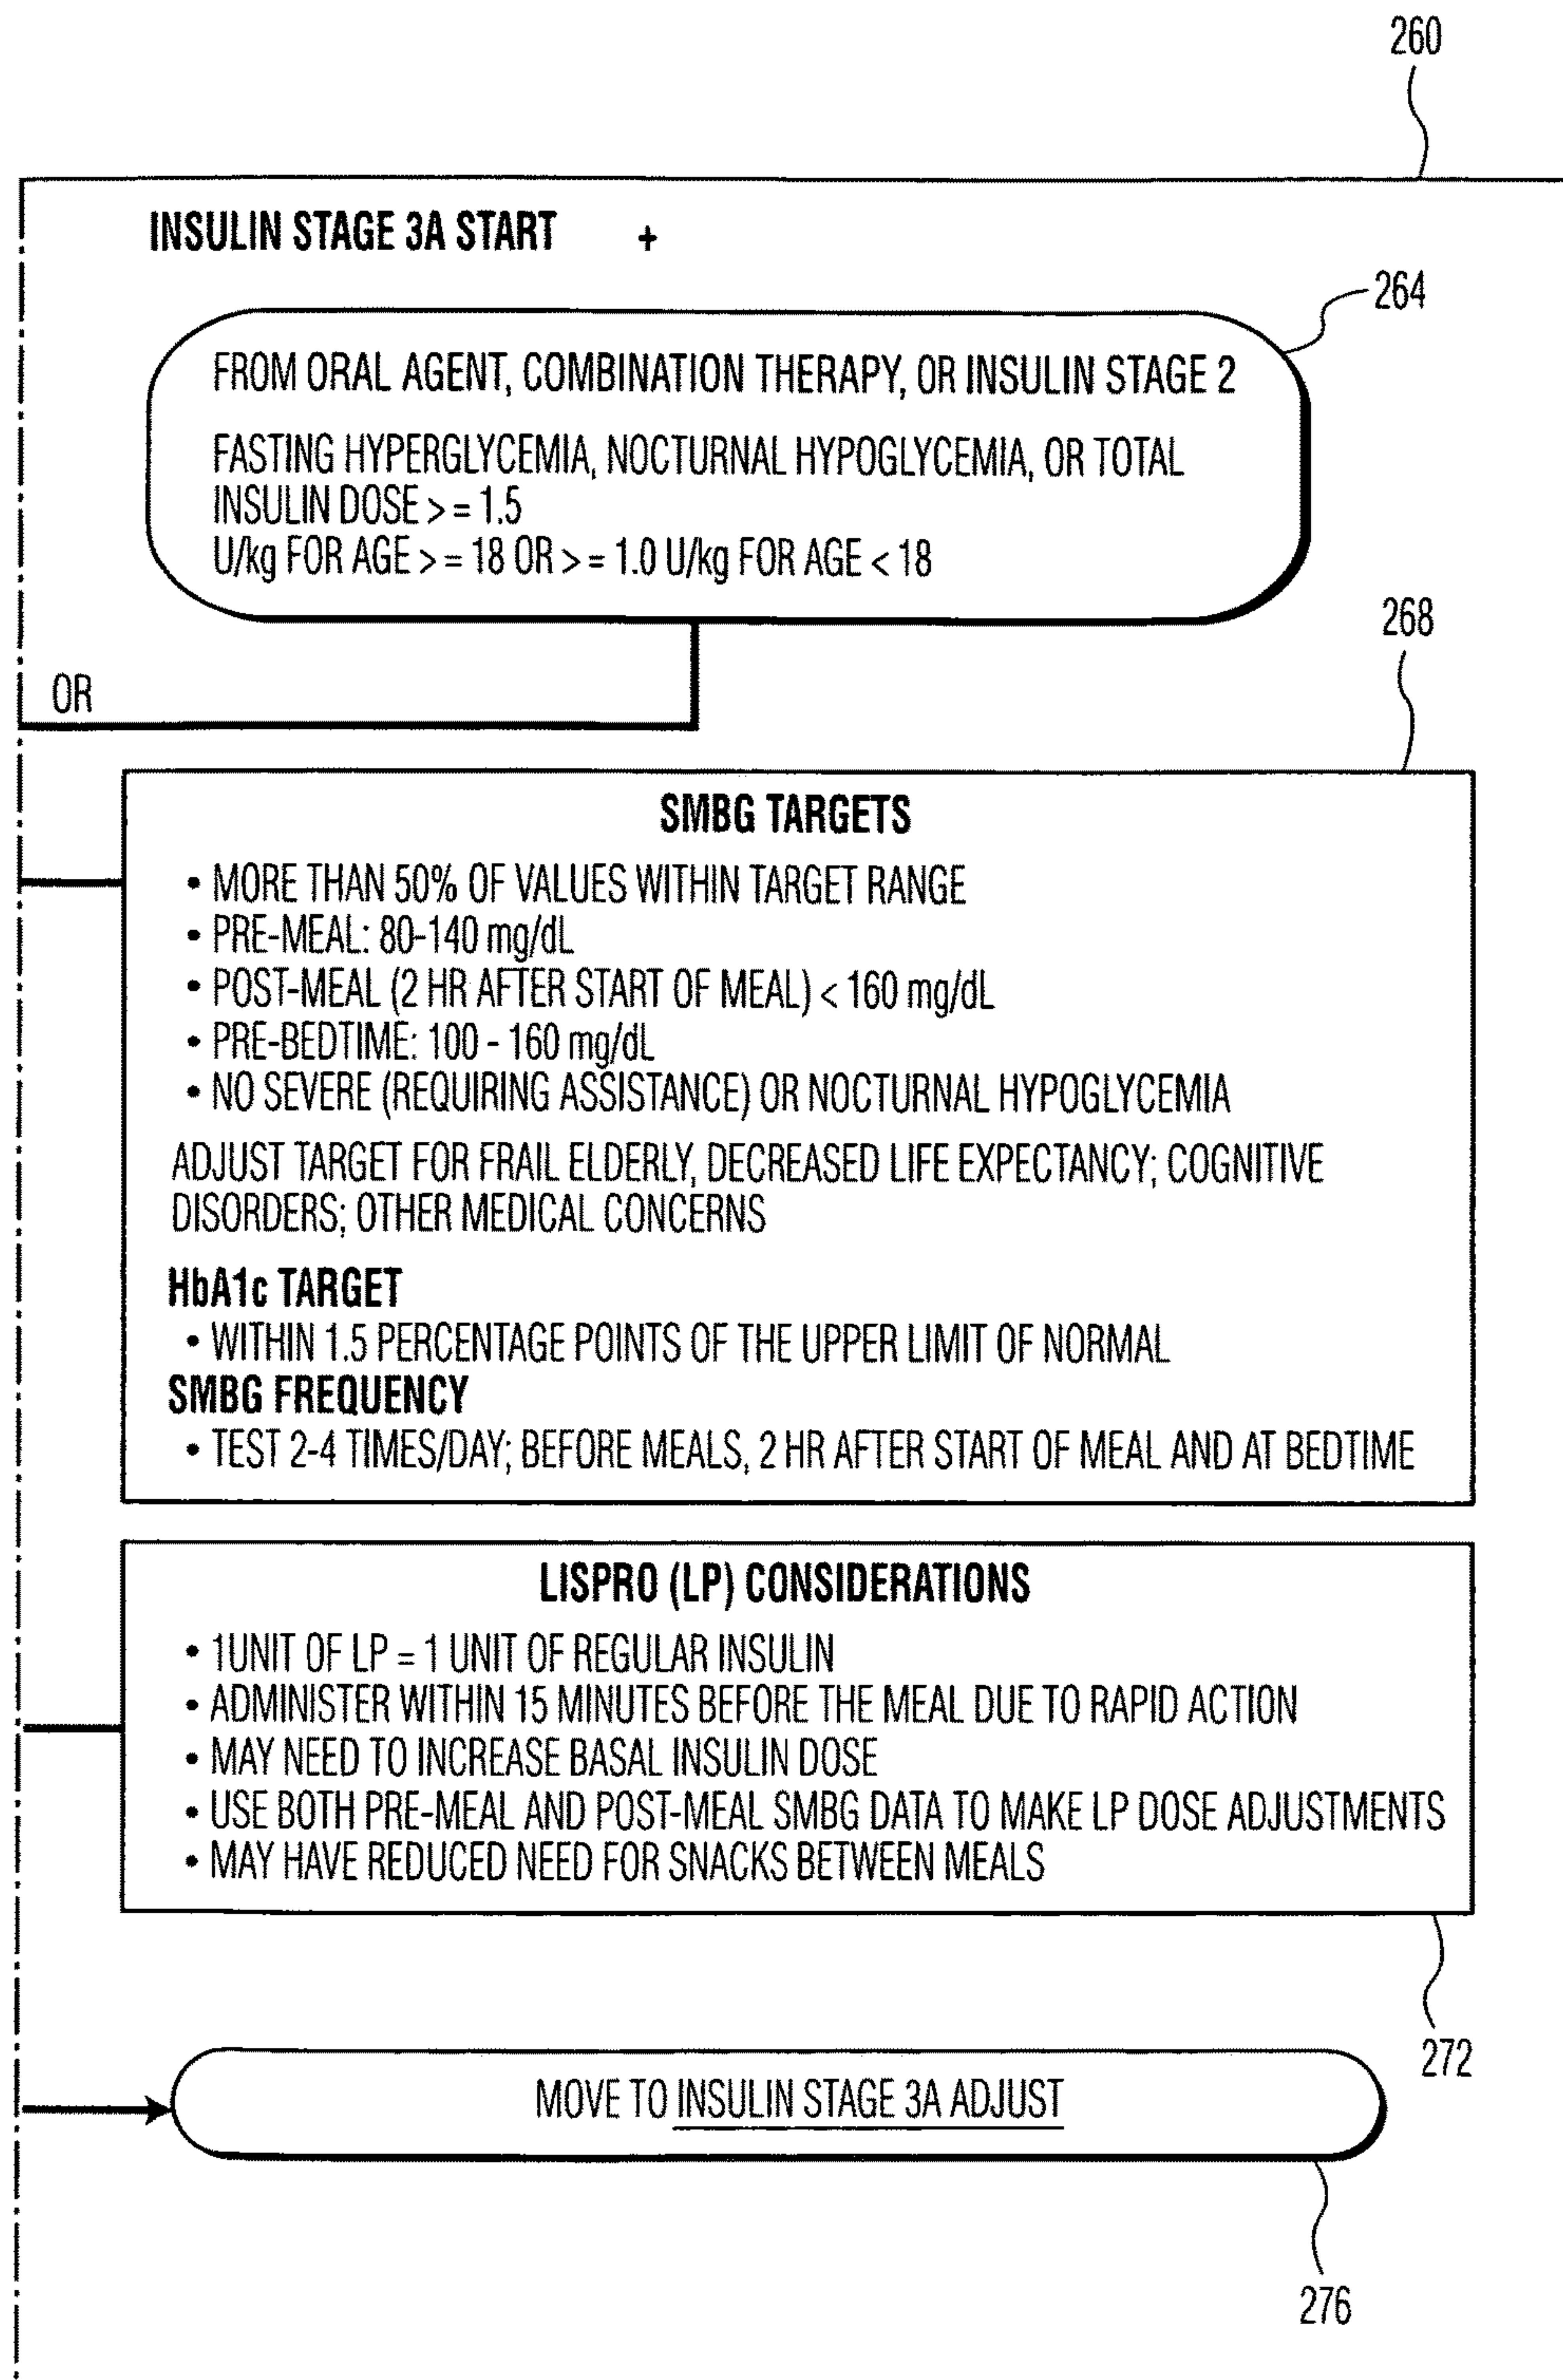 260
INSULIN STAGE 3A START +
264
FROM ORAL AGENT, COMBINATION THERAPY, OR INSULIN STAGE 2
FASTING HYPERGLYCEMIA, NOCTURNAL HYPOGLYCEMIA, OR TOTAL
INSULIN DOSE > = 1.5
U/kg FOR AGE > = 18 OR > = 1.0 U/kg FOR AGE < 18
268
OR
SMBG TARGETS
• MORE THAN 50% OF VALUES WITHIN TARGET RANGE
• PRE-MEAL: 80-140 mg/dL
• POST-MEAL (2 HR AFTER START OF MEAL) < 160 mg/dL
• PRE-BEDTIME: 100 - 160 mg/dL
• NO SEVERE (REQUIRING ASSISTANCE) OR NOCTURNAL HYPOGLYCEMIA
ADJUST TARGET FOR FRAIL ELDERLY, DECREASED LIFE EXPECTANCY; COGNITIVE
DISORDERS; OTHER MEDICAL CONCERNS
HbA1c TARGET
• WITHIN 1.5 PERCENTAGE POINTS OF THE UPPER LIMIT OF NORMAL
SMBG FREQUENCY
• TEST 2-4 TIMES/DAY; BEFORE MEALS, 2 HR AFTER START OF MEAL AND AT BEDTIME
LISPRO (LP) CONSIDERATIONS
• 1UNIT OF LP = 1 UNIT OF REGULAR INSULIN
• ADMINISTER WITHIN 15 MINUTES BEFORE THE MEAL DUE TO RAPID ACTION
• MAY NEED TO INCREASE BASAL INSULIN DOSE
• USE BOTH PRE-MEAL AND POST-MEAL SMBG DATA TO MAKE LP DOSE ADJUSTMENTS
• MAY HAVE REDUCED NEED FOR SNACKS BETWEEN MEALS
272
MOVE TO INSULIN STAGE 3A ADJUST
276